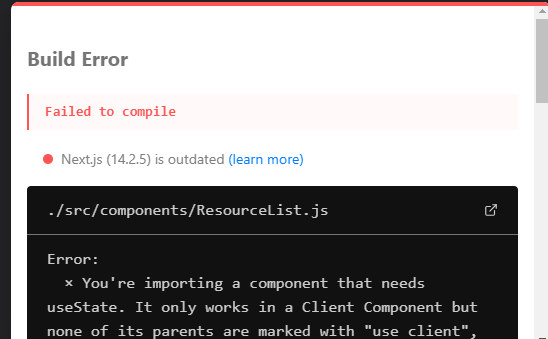 Build Error
Failed to compile
Next.js (14.2.5) is outdated (learn more)
./src/components/ResourceList.js
Error:
× You're importing a component that needs
useState. It only works in a Client Component but
none of its parents are marked with "use client",